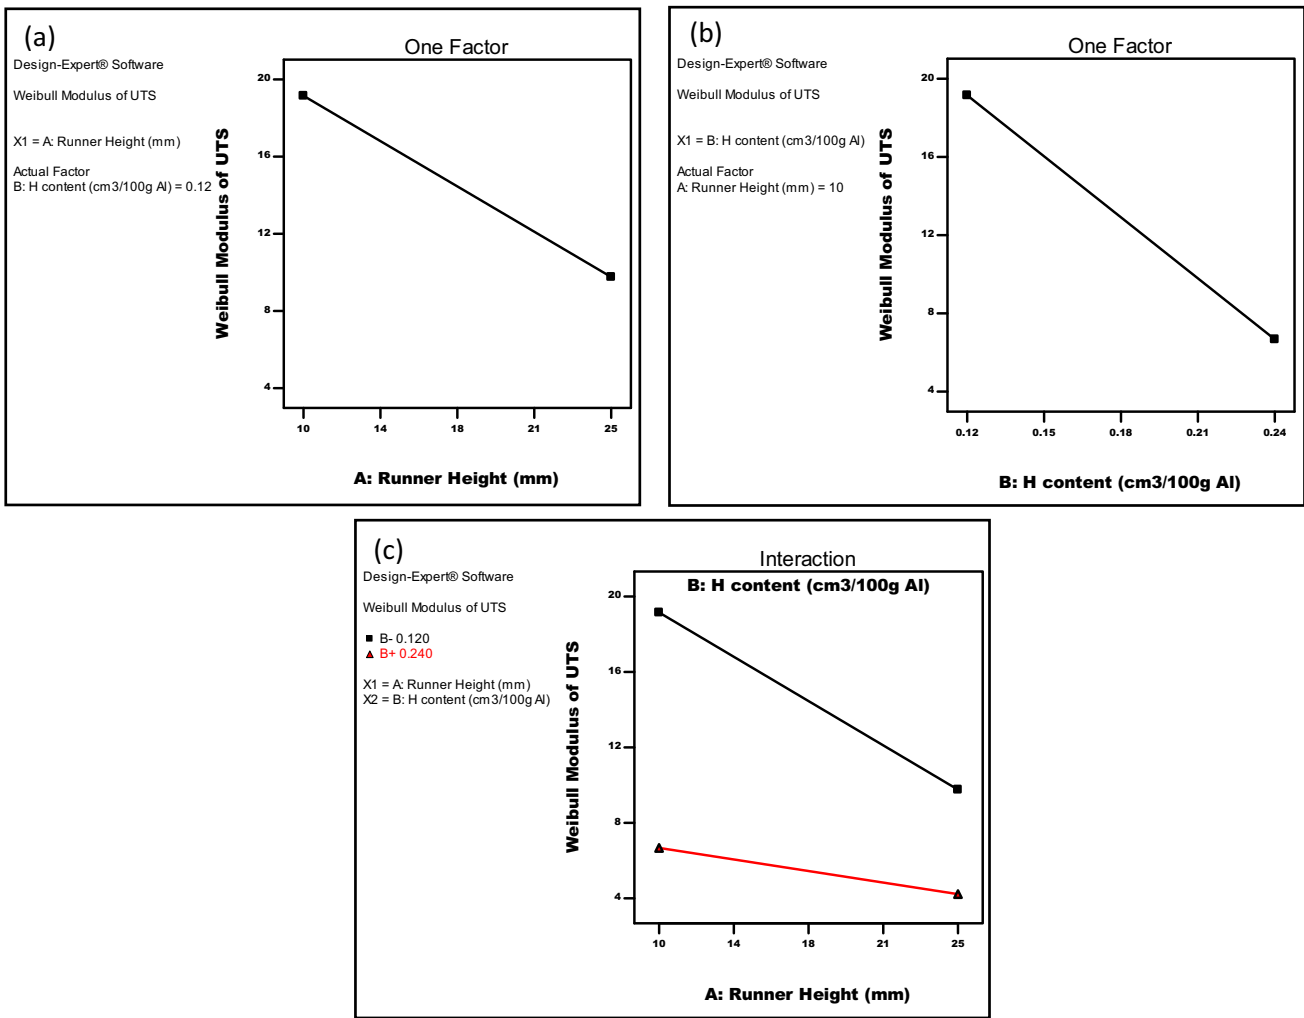 (a)
One Factor
Design-Expert® Software
Weibull Modulus of UTS
X1 = A: Runner Height (mm)
Actual Factor
B: H content (cm3/100g Al) = 0.12
Weibull Modulus of UTS
20
16
12
8
4
10
14
18
21
25
A: Runner Height (mm)
(b)
One Factor
Design-Expert® Software
Weibull Modulus of UTS
X1 = B: H content (cm3/100g Al)
Actual Factor
A: Runner Height (mm) = 10
Weibull Modulus of UTS
20
16
12
8
4
0.12
0.15
0.18
0.21
0.24
B: H content (cm3/100g Al)
(c)
Interaction
Design-Expert® Software
Weibull Modulus of UTS
B- 0.120
B+ 0.240
X1 = A: Runner Height (mm)
X2 = B: H content (cm3/100g Al)
B: H content (cm3/100g Al)
Weibull Modulus of UTS
20
16
12
8
4
10
14
18
21
25
A: Runner Height (mm)